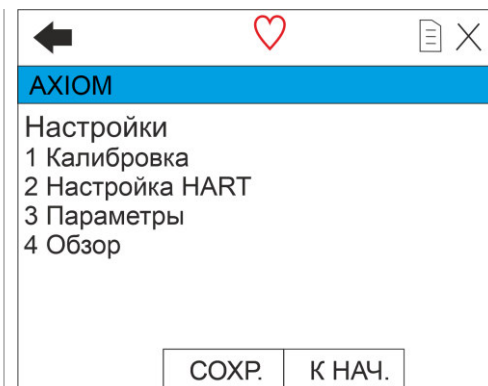 AXIOM
Настройки
1 Калибровка
2 Настройка HART
3 Параметры
4 Обзор
СОХР.
К НАЧ.